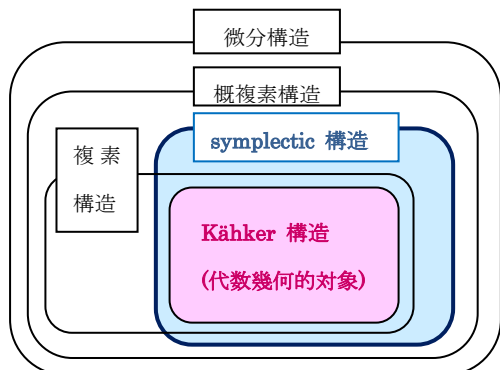 微分構造
概複素構造
symplectic 構造
複 素
構造
Kähker 構造
(代数幾何的対象)